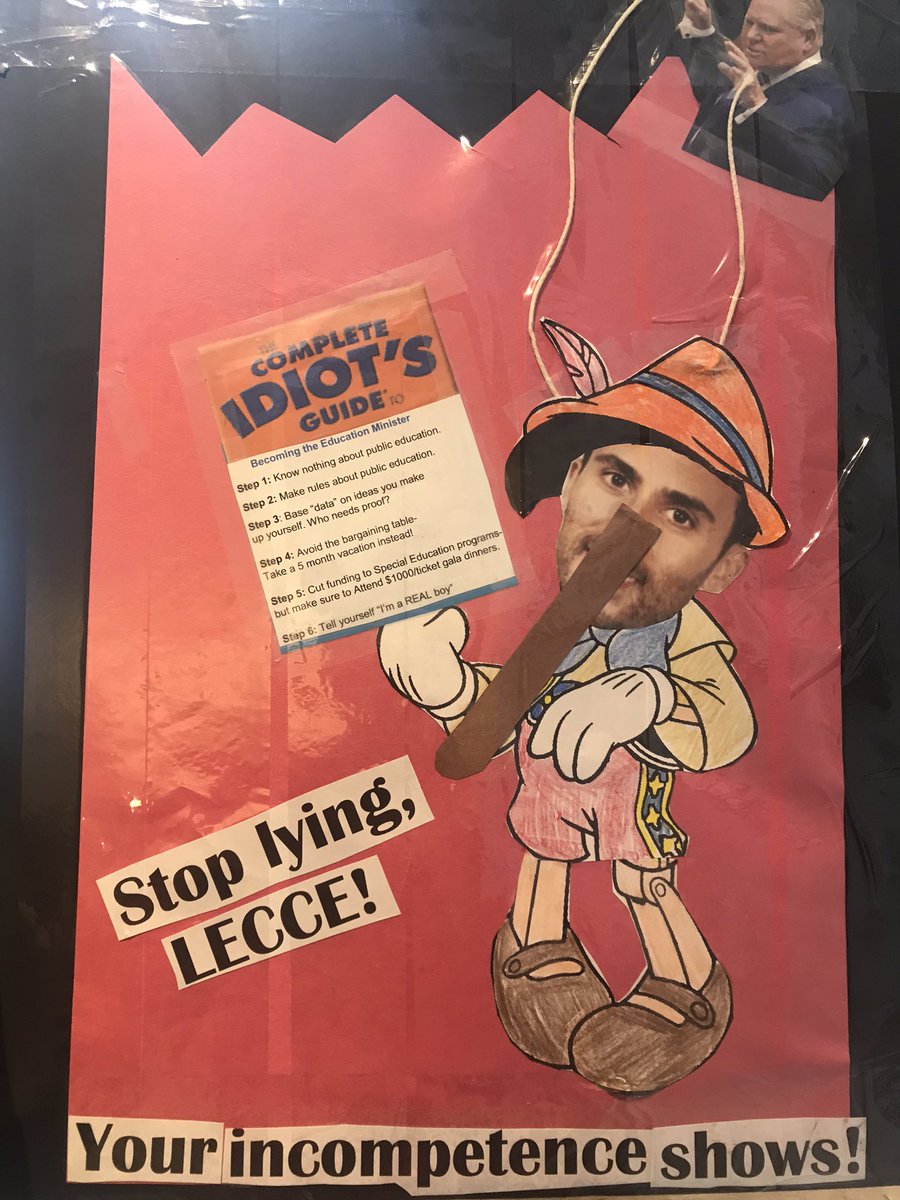 THE
COMPLETE
IDIOT'S
GUIDE TO
Becoming the Education Minister
Step 1: Know nothing about public education.
Step 2: Make rules about public education.
Step 3: Base "data" on ideas you make
up yourself. Who needs proof?
Step 4: Avoid the bargaining table-
Take a 5 month vacation instead!
Step 5: Cut funding to Special Education programs-
but make sure to Attend $1000/ticket gala dinners.
Step 6: Tell yourself "I'm a REAL boy"
Stop lying,
LECCE!
Your incompetence shows!